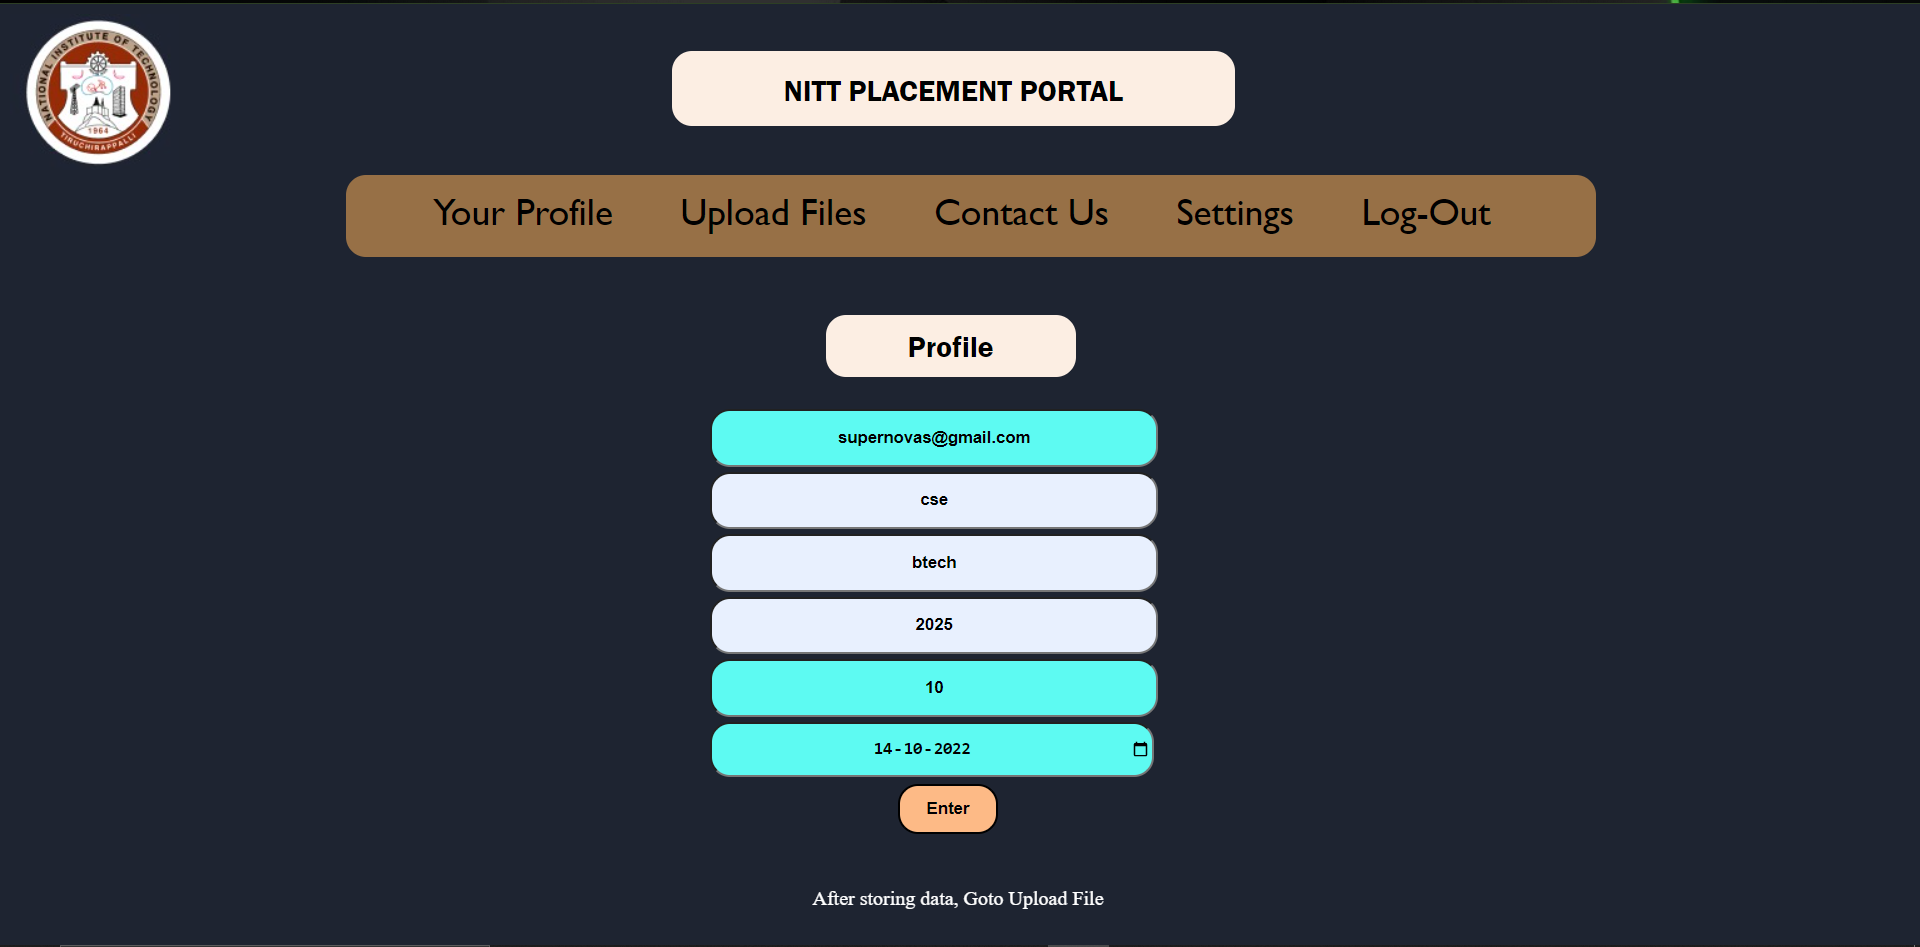 NATIONAL INSTITUTE OF TECHNOLOGY
1964
TIRUCHIRAPPALLI
NITT PLACEMENT PORTAL
Your Profile Upload Files Contact Us Settings Log-Out
Profile
supernovas@gmail.com
cse
btech
2025
10
14-10-2022
Enter
After storing data, Goto Upload File